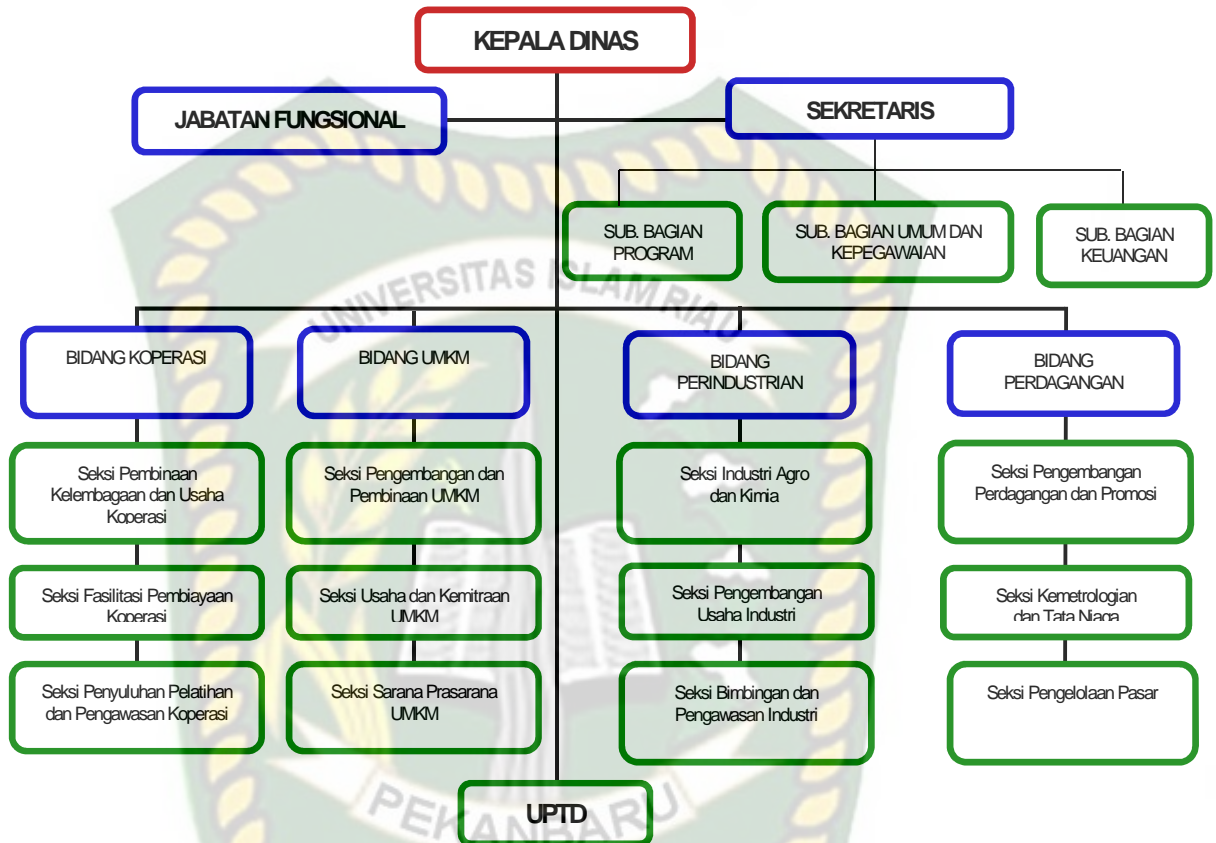 KEPALA DINAS
JABATAN FUNGSIONAL
SEKRETARIS
SUB. BAGIAN
PROGRAM
SUB. BAGIAN UMUM DAN
KEPEGAWAIAN
SUB. BAGIAN
KEUANGAN
UNIVERSITAS ISLAM RIAU
BIDANG KOPERASI
BIDANG UMKM
BIDANG
PERINDUSTRIAN
BIDANG
PERDAGANGAN
Seksi Pembinaan
Kelembagaan dan Usaha
Koperasi
Seksi Pengembangan dan
Pembinaan UMKM
Seksi Industri Agro
dan Kimia
Seksi Pengembangan
Perdagangan dan Promosi
Seksi Fasilitasi Pembiayaan
Koperasi
Seksi Usaha dan Kemitraan
UMKM
Seksi Pengembangan
Usaha Industri
Seksi Kemetrologian
dan Tata Niaga
Seksi Penyuluhan Pelatihan
dan Pengawasan Koperasi
Seksi Sarana Prasarana
UMKM
Seksi Bimbingan dan
Pengawasan Industri
Seksi Pengelolaan Pasar
UPTD
PEKANBARU